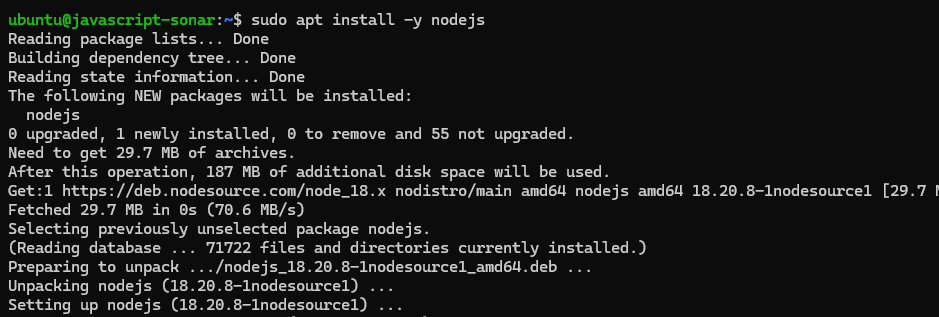 ubuntu@javascript-sonar:~$ sudo apt install -y nodejs
Reading package lists... Done
Building dependency tree... Done
Reading state information... Done
The following NEW packages will be installed:
  nodejs
0 upgraded, 1 newly installed, 0 to remove and 55 not upgraded.
Need to get 29.7 MB of archives.
After this operation, 187 MB of additional disk space will be used.
Get:1 https://deb.nodesource.com/node_18.x nodistro/main amd64 nodejs amd64 18.20.8-1nodesource1 [29.7
Fetched 29.7 MB in 0s (70.6 MB/s)
Selecting previously unselected package nodejs.
(Reading database ... 71722 files and directories currently installed.)
Preparing to unpack .../nodejs_18.20.8-1nodesource1_amd64.deb ...
Unpacking nodejs (18.20.8-1nodesource1) ...
Setting up nodejs (18.20.8-1nodesource1) ...